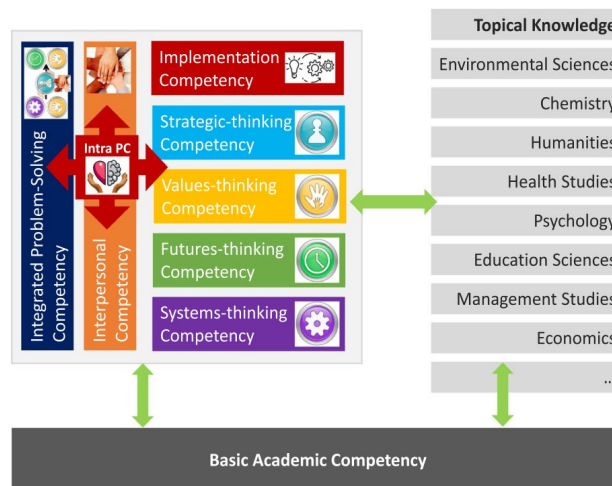 Integrated Problem-Solving
Competency
Interpersonal
Competency
Intra PC
Implementation
Competency
Strategic-thinking
Competency
Values-thinking
Competency
Futures-thinking
Competency
Systems-thinking
Competency
Topical Knowledge
Environmental Sciences
Chemistry
Humanities
Health Studies
Psychology
Education Sciences
Management Studies
Economics
...
Basic Academic Competency